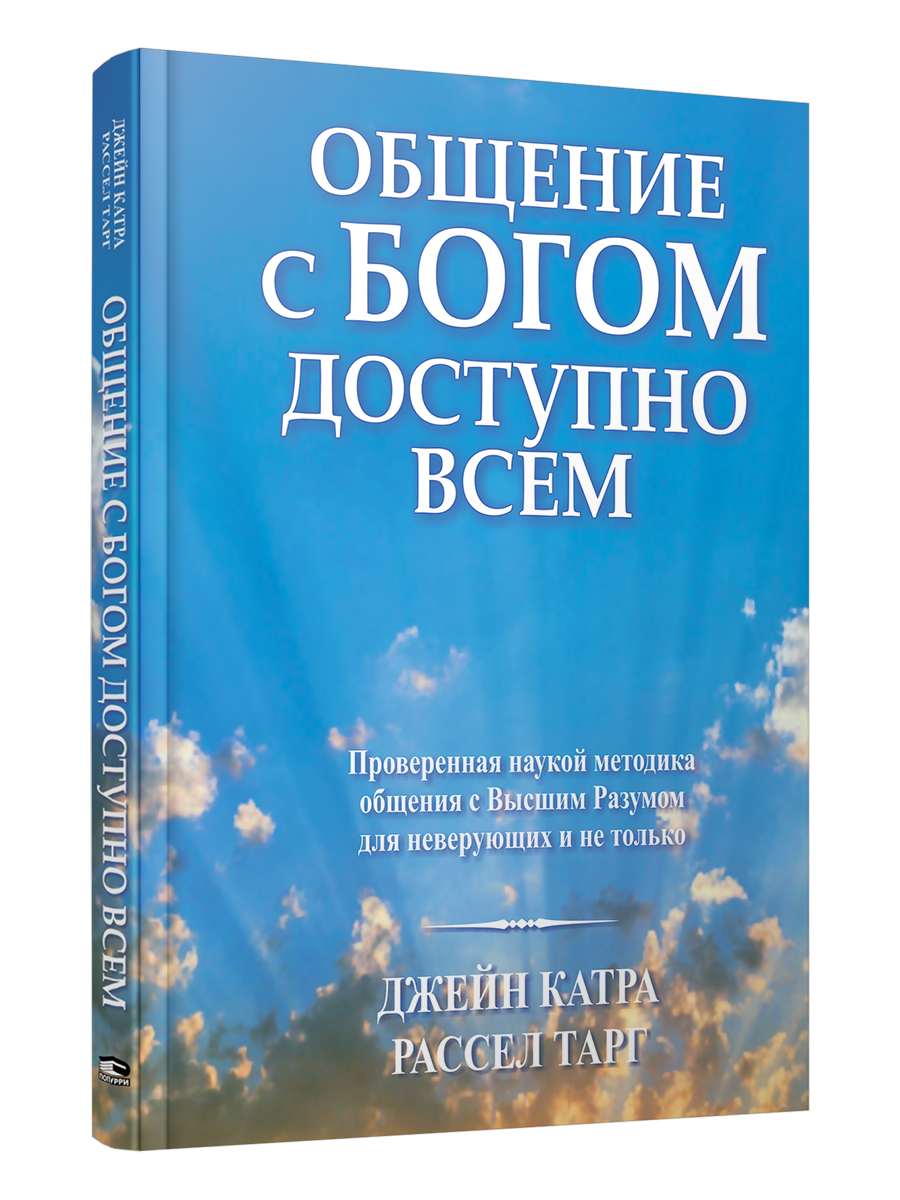 ОБЩЕНИЕ
С БОГОМ
ДОСТУПНО
ВСЕМ
Проверенная наукой методика
общения с Высшим Разумом
для неверующих и не только
ДЖЕЙН КАТРА
РАССЕЛ ТАРГ
ДЖЕЙН КАТРА
РАССЕЛ ТАРГ
ОБЩЕНИЕ С БОГОМ ДОСТУПНО ВСЕМ
ПОПУРРИ